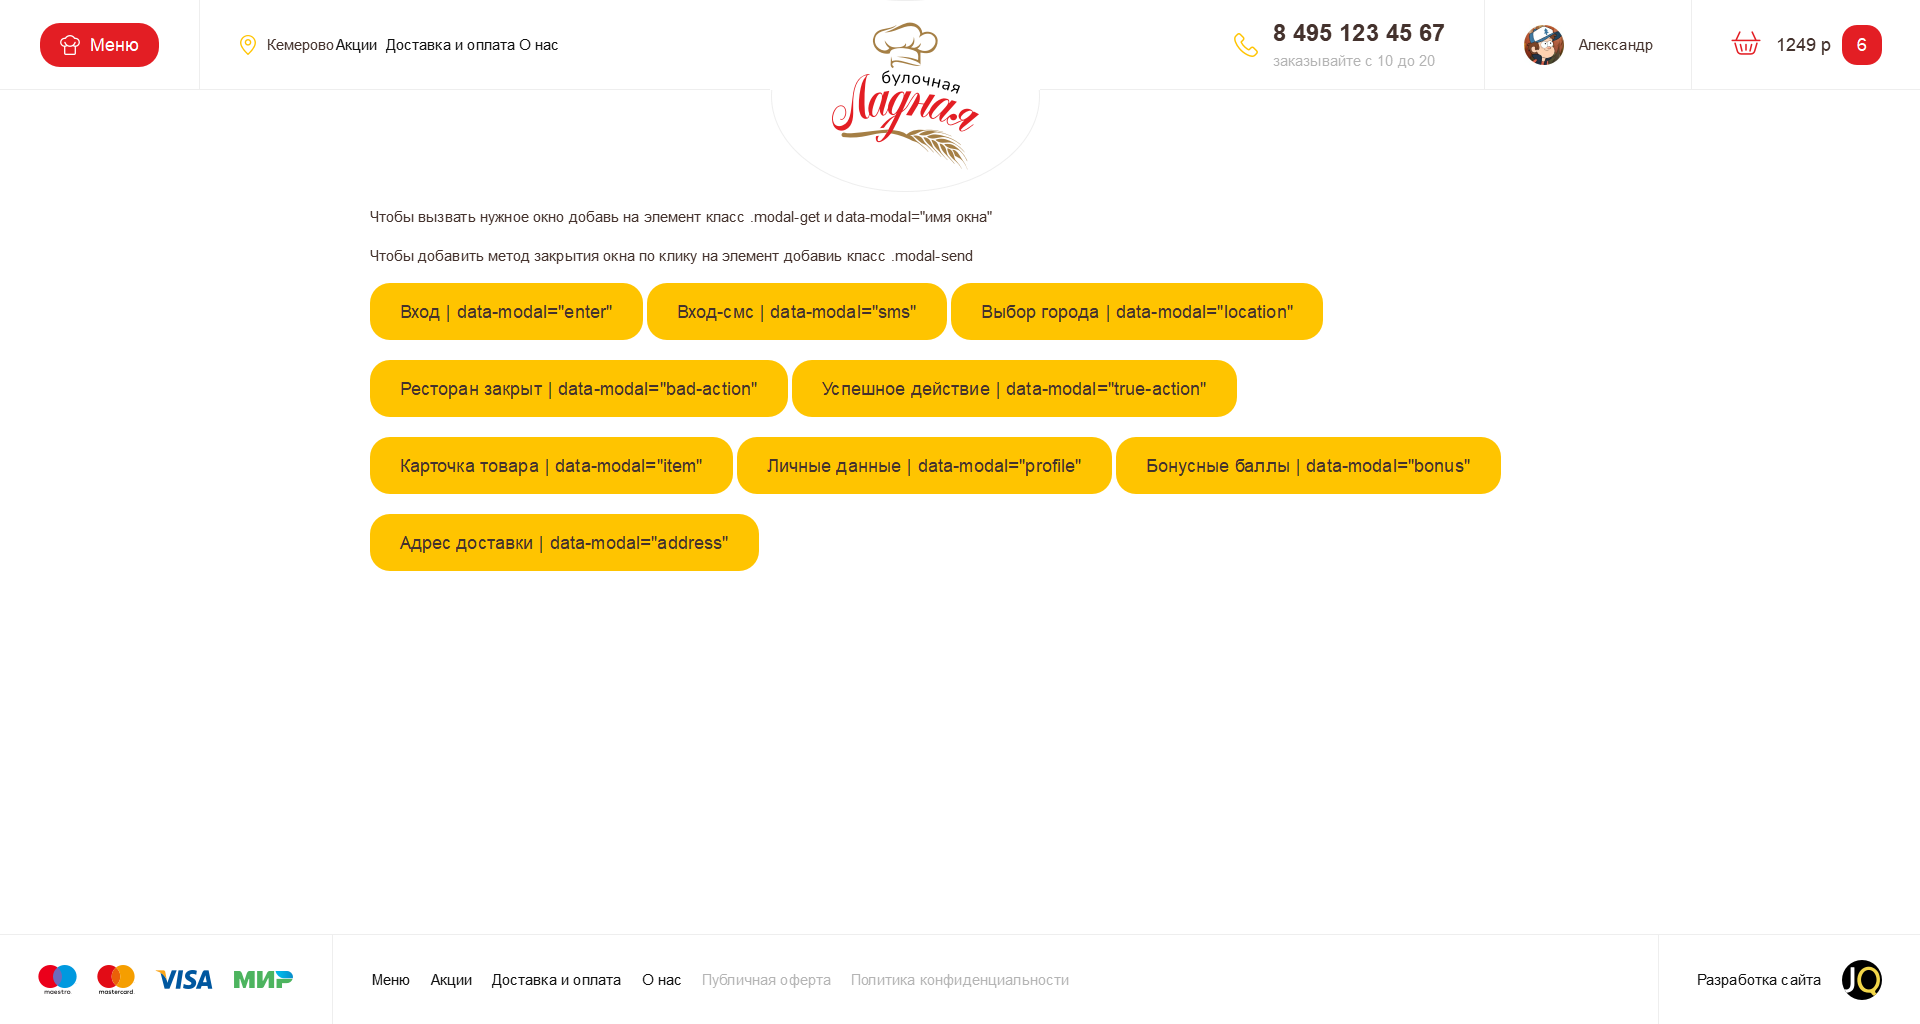 Меню
Кемерово Акции Доставка и оплата О нас
булочная
Ладная
8 495 123 45 67
заказывайте с 10 до 20
Александр
1249 р 6
Чтобы вызвать нужное окно добавь на элемент класс .modal-get и data-modal="имя окна"
Чтобы добавить метод закрытия окна по клику на элемент добавиь класс .modal-send
Вход | data-modal="enter" Вход-смс | data-modal="sms" Выбор города | data-modal="location"
Ресторан закрыт | data-modal="bad-action" Успешное действие | data-modal="true-action"
Карточка товара | data-modal="item" Личные данные | data-modal="profile" Бонусные баллы | data-modal="bonus"
Адрес доставки | data-modal="address"
maestro mastercard. VISA МИР
Меню Акции Доставка и оплата О нас Публичная оферта Политика конфиденциальности
Разработка сайта JQ